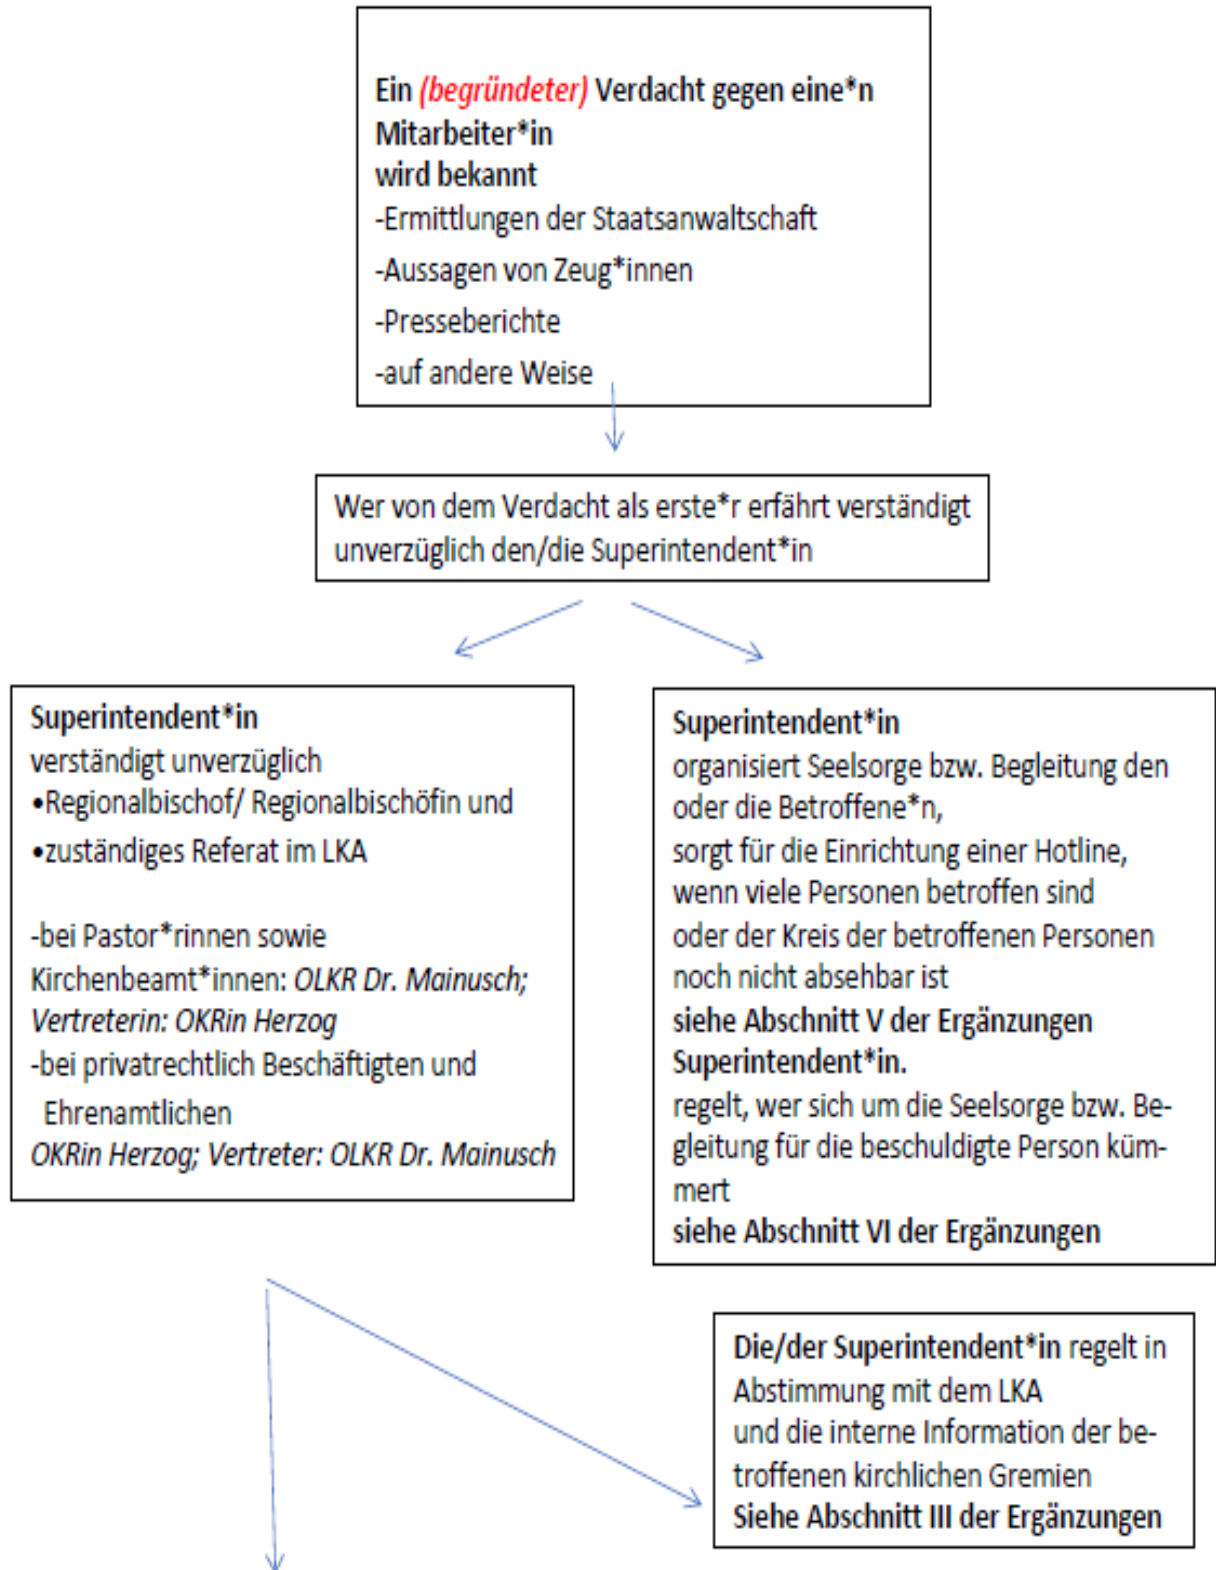 Ein (begründeter) Verdacht gegen eine*n
Mitarbeiter*in
wird bekannt
-Ermittlungen der Staatsanwaltschaft
-Aussagen von Zeug*innen
-Presseberichte
-auf andere Weise
Wer von dem Verdacht als erste*r erfährt verständigt
unverzüglich den/die Superintendent*in
Superintendent*in
verständigt unverzüglich
•Regionalbischof/ Regionalbischöfin und
•zuständiges Referat im LKA
-bei Pastor*rinnen sowie
Kirchenbeamt*innen: OLKR Dr. Mainusch;
Vertreterin: OKRin Herzog
-bei privatrechtlich Beschäftigten und
Ehrenamtlichen
OKRin Herzog; Vertreter: OLKR Dr. Mainusch
Superintendent*in
organisiert Seelsorge bzw. Begleitung den
oder die Betroffene*n,
sorgt für die Einrichtung einer Hotline,
wenn viele Personen betroffen sind
oder der Kreis der betroffenen Personen
noch nicht absehbar ist
siehe Abschnitt V der Ergänzungen
Superintendent*in.
regelt, wer sich um die Seelsorge bzw. Be-
gleitung für die beschuldigte Person küm-
mert
siehe Abschnitt VI der Ergänzungen
Die/der Superintendent*in regelt in
Abstimmung mit dem LKA
und die interne Information der be-
troffenen kirchlichen Gremien
Siehe Abschnitt III der Ergänzungen